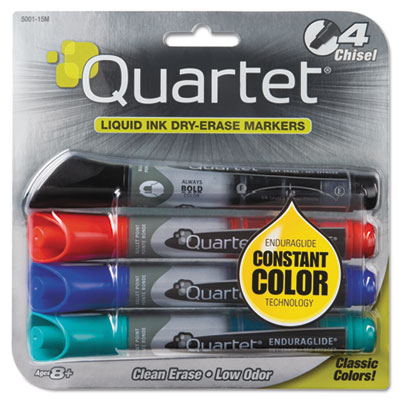 5001-15M
4
Chisel
Quartet®
LIQUID INK DRY-ERASE MARKERS
ALWAYS
BOLD
COLOR
Quartet
ENDURAGLIDE
CONSTANT
COLOR
TECHNOLOGY
Quartet
Quartet ENDURAGLIDE®
Ages 8+
Clean Erase • Low Odor
Classic
Colors!